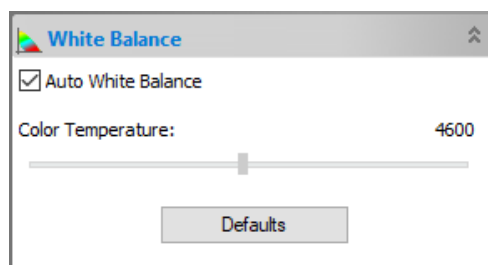 White Balance
Auto White Balance
Color Temperature: 4600
Defaults